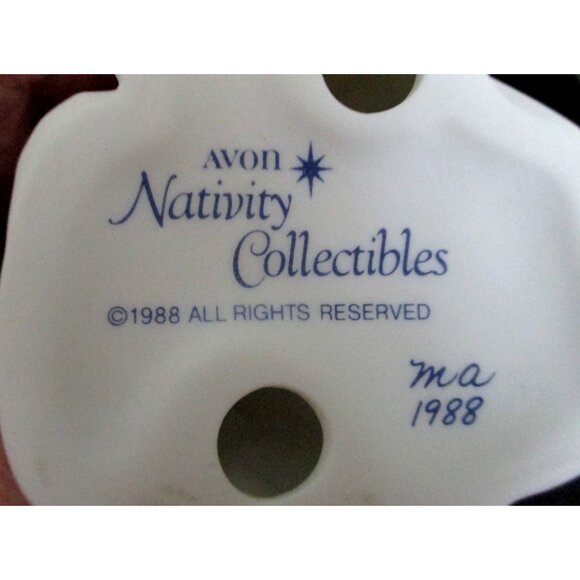 AVON
Nativity
Collectibles
©1988 ALL RIGHTS RESERVED
ma
1988